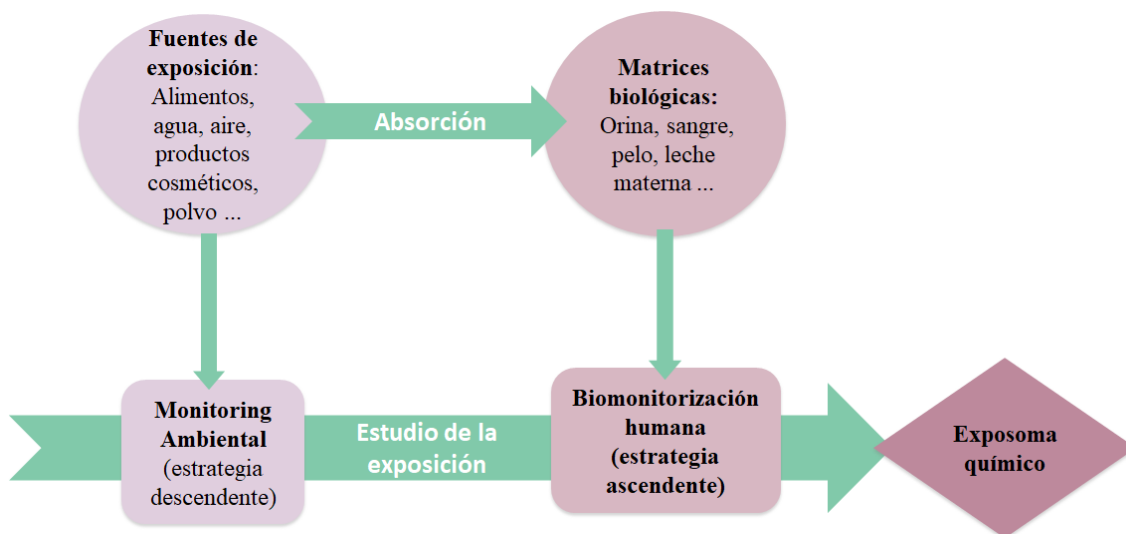 Fuentes de
exposición:
Alimentos,
agua, aire,
productos
cosméticos,
polvo ...
Absorción
Matrices
biológicas:
Orina, sangre,
pelo, leche
materna ...
Monitoring
Ambiental
(estrategia
descendente)
Estudio de la
exposición
Biomonitorización
humana
(estrategia
ascendente)
Exposoma
químico